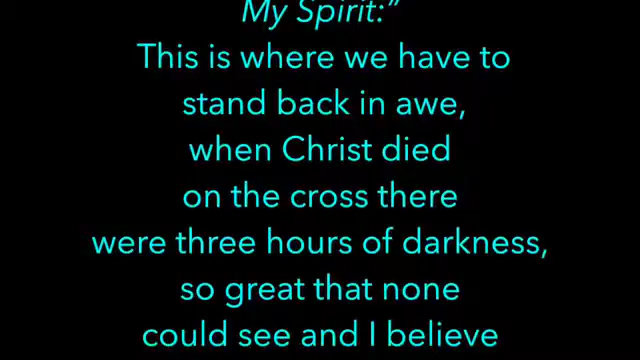 My Spirit:”
This is where we have to
stand back in awe,
when Christ died
on the cross there
were three hours of darkness,
so great that none
could see and I believe